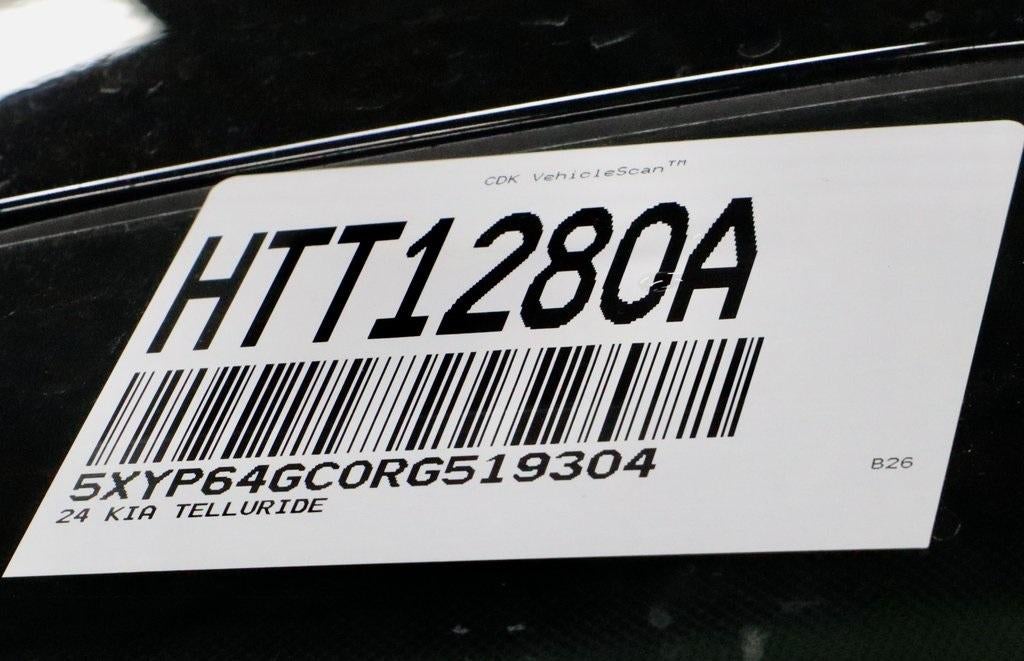 CDK VehicleScan™
HTT1280A
5XYP64GC0RG519304
24 KIA TELLURIDE
B26